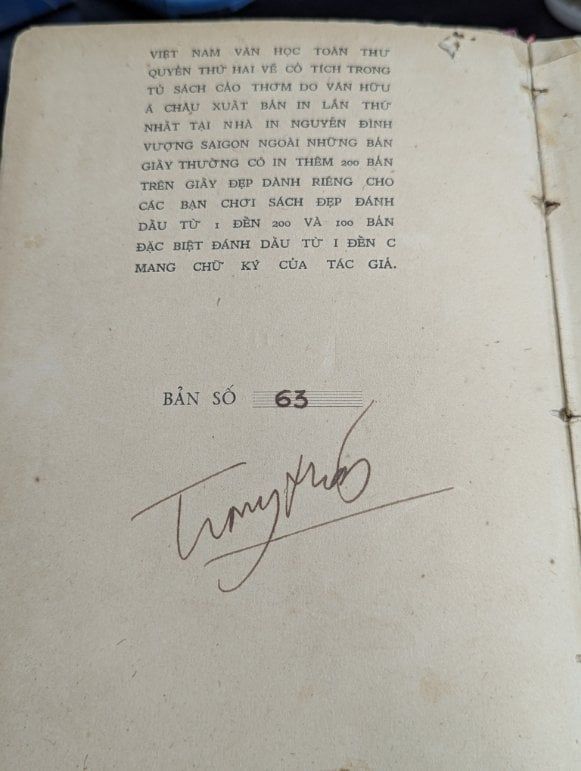 VIỆT NAM VĂN HỌC TOÀN THƯ
QUYỂN THỨ HAI VỀ CỔ TÍCH TRONG
TỦ SÁCH CẢO THƠM DO VĂN HỮU
Á CHÂU XUẤT BẢN IN LẦN THỨ
NHẤT TẠI NHÀ IN NGUYỄN ĐÌNH
VƯỢNG SAIGON NGOÀI NHỮNG BẢN
GIẤY THƯỜNG CÓ IN THÊM 200 BẢN
TRÊN GIẤY ĐẸP DÀNH RIÊNG CHO
CÁC BẠN CHƠI SÁCH ĐẸP ĐÁNH
DẤU TỪ 1 ĐẾN 200 VÀ 100 BẢN
ĐẶC BIỆT ĐÁNH DẤU TỪ I ĐẾN C
MANG CHỮ KÝ CỦA TÁC GIẢ.
BẢN SỐ 63